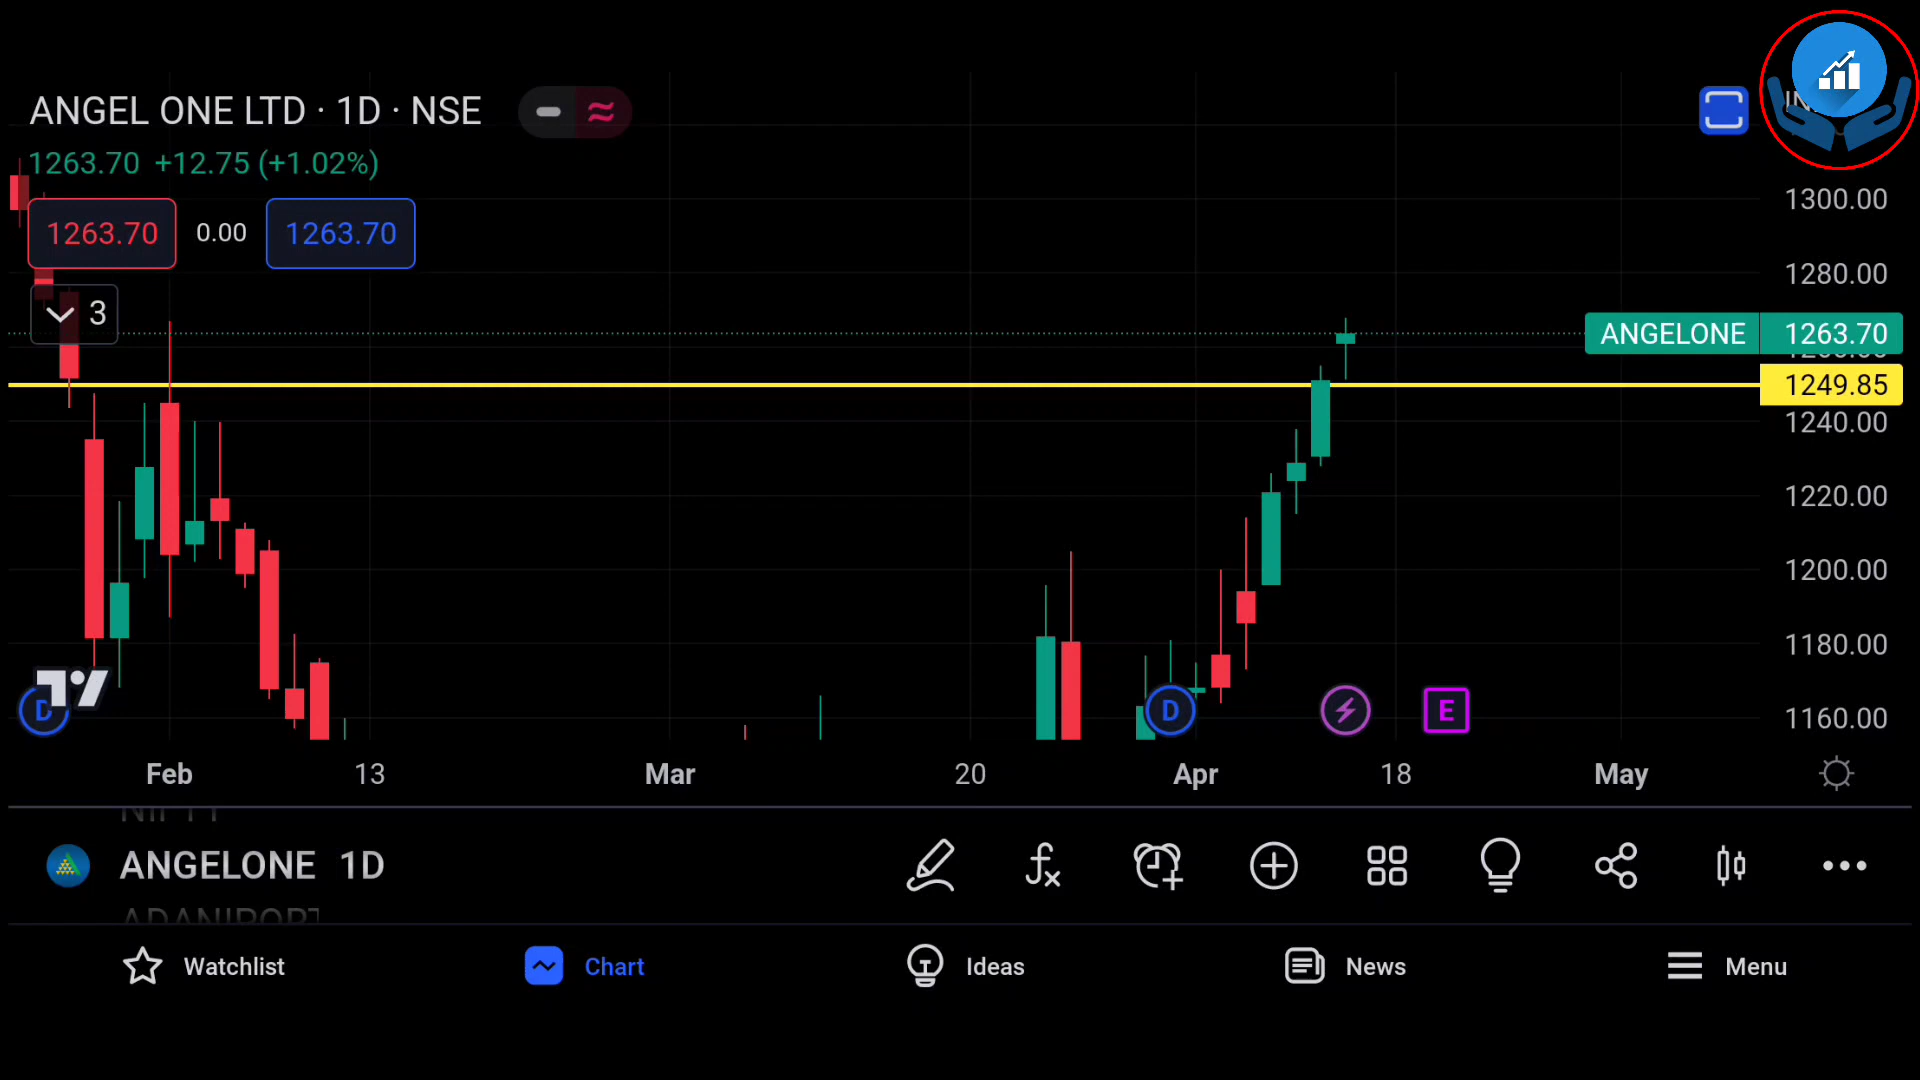 ANGEL ONE LTD · 1D · NSE
1263.70 +12.75 (+1.02%)
1263.70 0.00 1263.70
3
1300.00
1280.00
ANGELONE 1263.70
1249.85
1240.00
1220.00
1200.00
1180.00
1160.00
D D E
Feb 13 Mar 20 Apr 18 May
NIFTY
ANGELONE 1D
ADANIPORT
Watchlist Chart Ideas News Menu